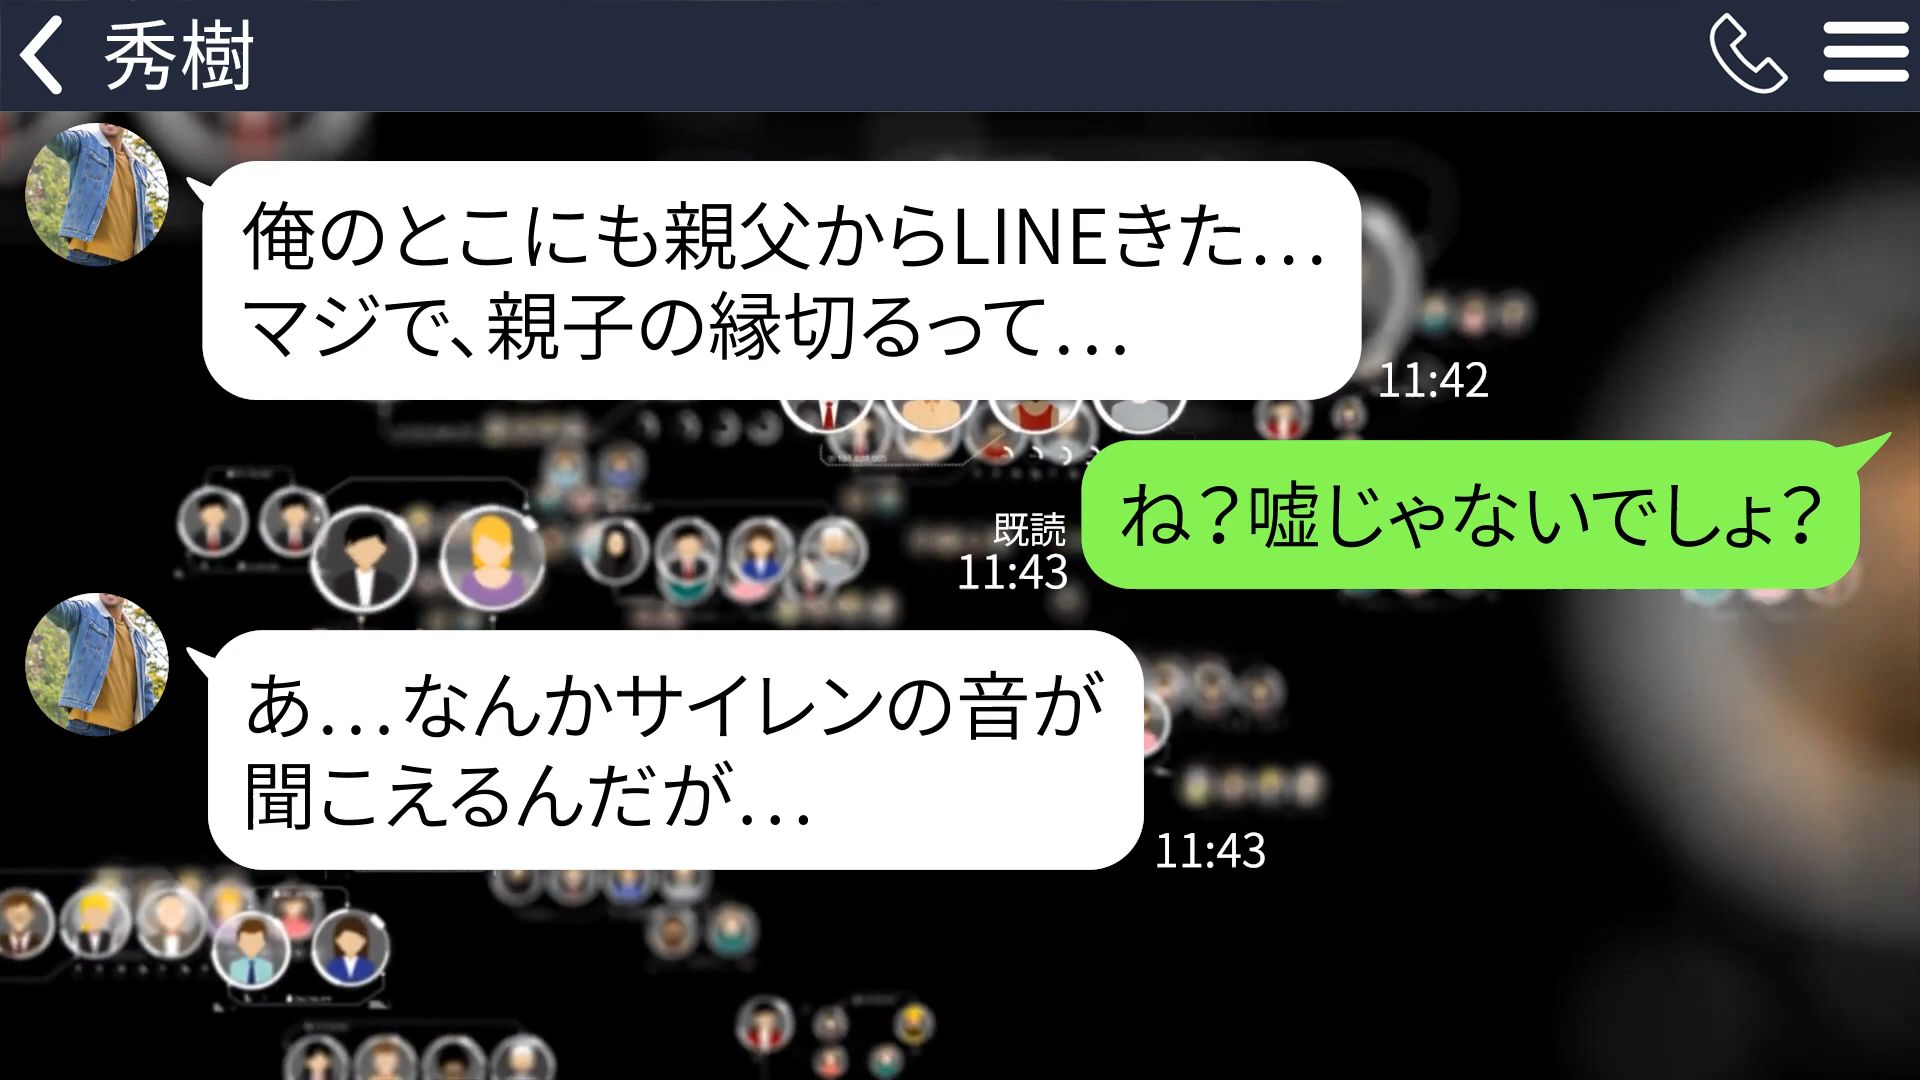 秀樹
俺のとこにも親父からLINEきた…
マジで、親子の縁切るって…
11:42
ね？嘘じゃないでしょ？
既読
11:43
あ…なんかサイレンの音が
聞こえるんだが…
11:43